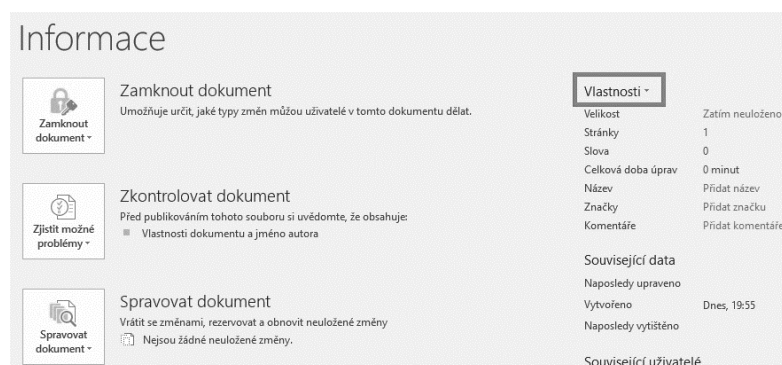 Informace
Zamknout
dokument
Zamknout dokument
Umožňuje určit, jaké typy změn můžou uživatelé v tomto dokumentu dělat.
Zjistit možné
problémy
Zkontrolovat dokument
Před publikováním tohoto souboru si uvědomte, že obsahuje:
Vlastnosti dokumentu a jméno autora
Spravovat
dokument
Spravovat dokument
Vrátit se změnami, rezervovat a obnovit neuložené změny
Nejsou žádné neuložené změny.
Vlastnosti
Velikost Zatím neuloženo
Stránky 1
Slova 0
Celková doba úprav 0 minut
Název Přidat název
Značky Přidat značku
Komentáře Přidat komentáře
Související data
Naposledy upraveno
Vytvořeno Dnes, 19:55
Naposledy vytištěno
Související uživatelé